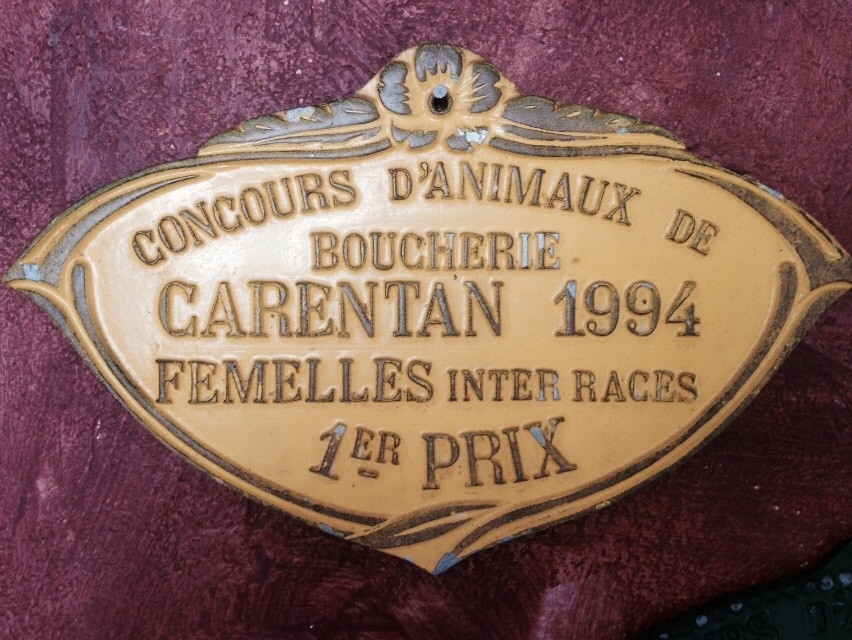 CONCOURS D'ANIMAUX DE
BOUCHERIE
CARENTAN 1994
FEMELLES INTER RACES
1ER PRIX